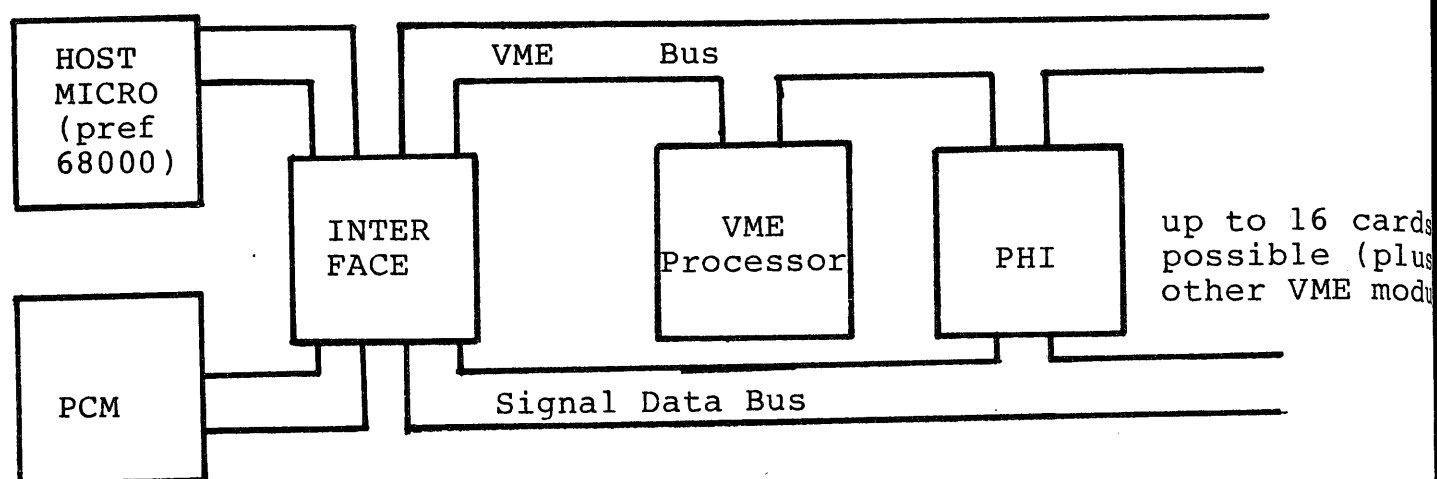 HOST
MICRO
(pref
68000)
VME Bus
INTER
FACE
VME
Processor
PHI
up to 16 cards
possible (plus
other VME modu
PCM
Signal Data Bus